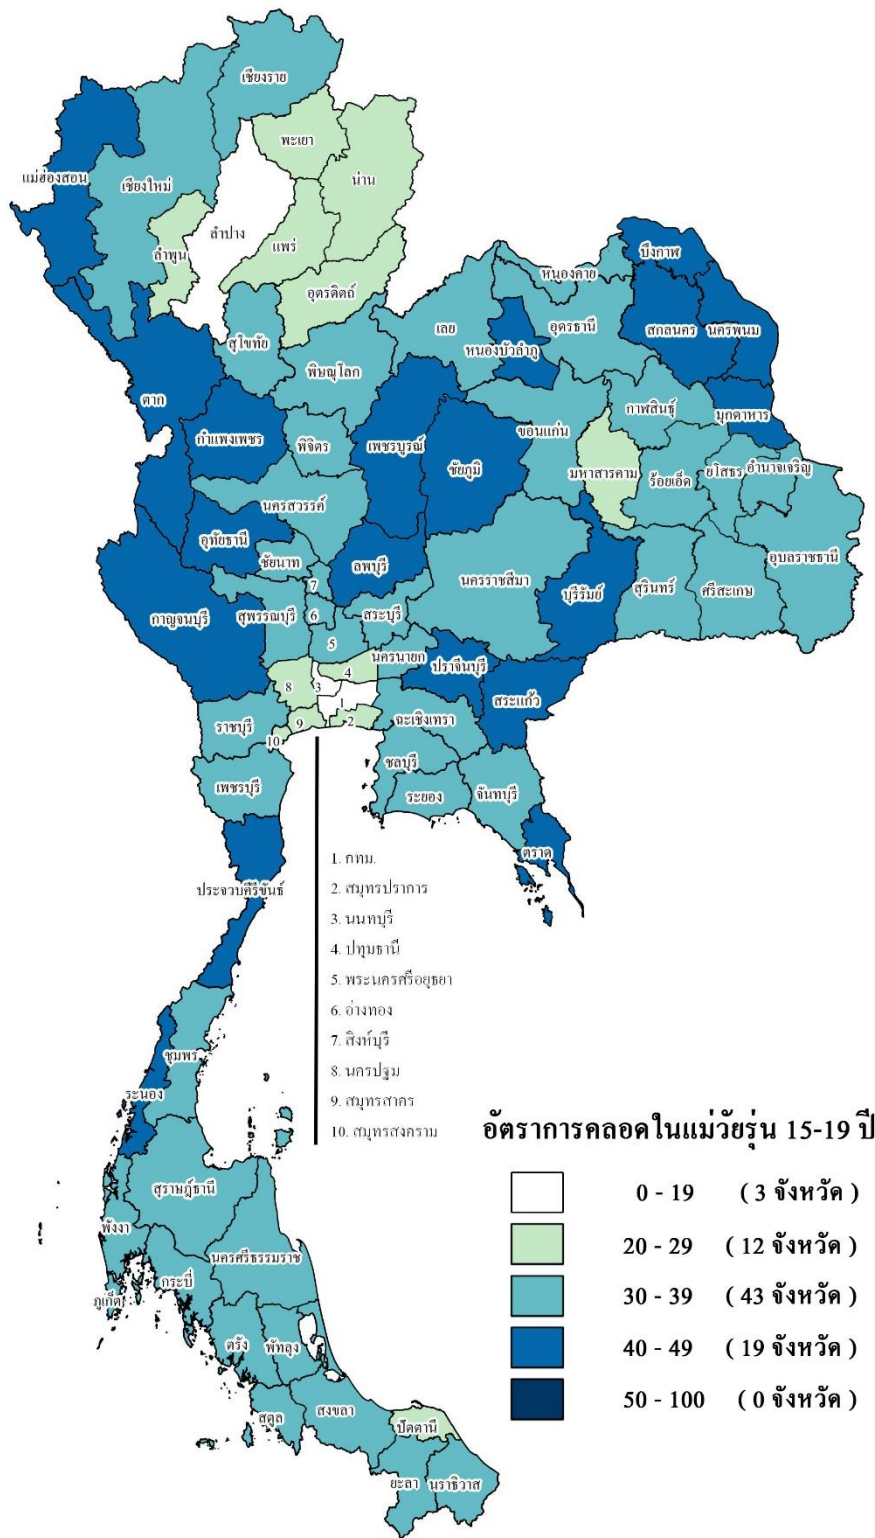 เชียงราย
พะเยา
น่าน
แม่ฮ่องสอน
เชียงใหม่
ลำปาง
ลำพูน
แพร่
อุตรดิตถ์
บึงกาฬ
หนองคาย
เลย
อุดรธานี
สกลนคร
นครพนม
สุโขทัย
หนองบัวลำภู
พิษณุโลก
ตาก
กาฬสินธุ์
มุกดาหาร
กำแพงเพชร
พิจิตร
เพชรบูรณ์
ขอนแก่น
ชัยภูมิ
มหาสารคาม
ร้อยเอ็ด
ยโสธร
อำนาจเจริญ
นครสวรรค์
อุทัยธานี
ชัยนาท
ลพบุรี
นครราชสีมา
อุบลราชธานี
7
บุรีรัมย์
สุรินทร์
ศรีสะเกษ
กาญจนบุรี
สุพรรณบุรี
6
สระบุรี
5
นครนายก
ปราจีนบุรี
4
8
3
สระแก้ว
1
ราชบุรี
9
2
ฉะเชิงเทรา
10
ชลบุรี
เพชรบุรี
ระยอง
จันทบุรี
ตราด
ประจวบคีรีขันธ์
1. กทม.
2. สมุทรปราการ
3. นนทบุรี
4. ปทุมธานี
5. พระนครศรีอยุธยา
6. อ่างทอง
7. สิงห์บุรี
8. นครปฐม
9. สมุทรสาคร
10. สมุทรสงคราม
ชุมพร
ระนอง
สุราษฎ์ธานี
พังงา
นครศรีธรรมราช
กระบี่
ภูเก็ต
ตรัง
พัทลุง
สตูล
สงขลา
ปัตตานี
ยะลา
นราธิวาส
อัตราการคลอดในแม่วัยรุ่น 15-19 ปี
0 - 19 ( 3 จังหวัด )
20 - 29 ( 12 จังหวัด )
30 - 39 ( 43 จังหวัด )
40 - 49 ( 19 จังหวัด )
50 - 100 ( 0 จังหวัด )